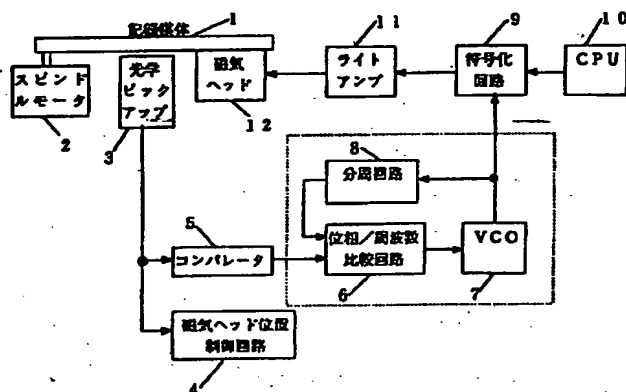 記録媒体
1
11
9
10
スピンド
ルモータ
2
光学
ピック
アップ
3
磁気
ヘッド
12
ライト
アンプ
符号化
回路
CPU
8
分周回路
5
コンパレータ
位相/周波数
比較回路
6
VCO
7
磁気ヘッド位置
制御回路
4